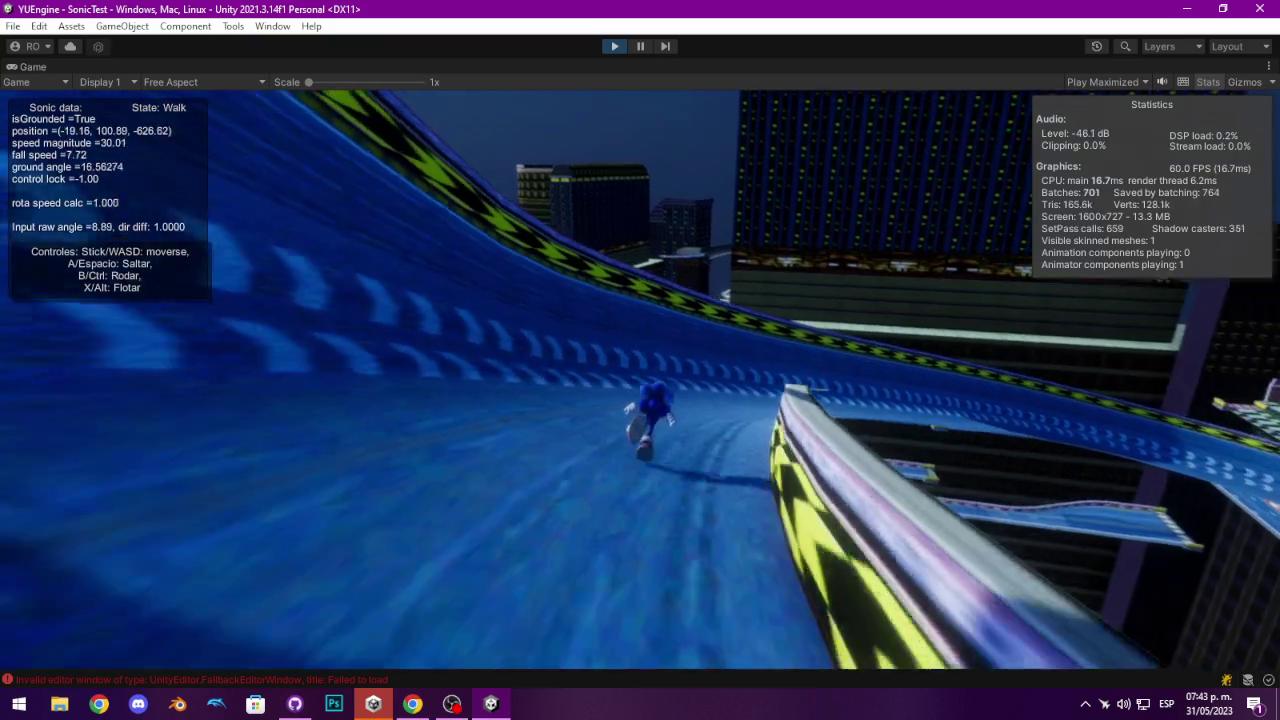 YUEngine - SonicTest - Windows, Mac, Linux - Unity 2021.3.14f1 Personal <DX11>
File Edit Assets GameObject Component Tools Window Help
RO Layers Layout
Game
Game Display 1 Free Aspect Scale 1x Play Maximized Stats Gizmos
Sonic data: State: Walk
isGrounded =True
position =(-19.16, 100.89, -626.62)
speed magnitude =30.01
fall speed =7.72
ground angle =16.56274
control lock =-1.00
rota speed calc =1.000
Input raw angle =8.89, dir diff: 1.0000
Controles: Stick/WASD: moverse,
A/Espacio: Saltar,
B/Ctrl: Rodar,
X/Alt: Flotar
Statistics
Audio:
Level: -46.1 dB DSP load: 0.2%
Clipping: 0.0% Stream load: 0.0%
Graphics: 60.0 FPS (16.7ms)
CPU: main 16.7ms render thread 6.2ms
Batches: 701 Saved by batching: 764
Tris: 165.6k Verts: 128.1k
Screen: 1600x727 - 13.3 MB
SetPass calls: 659 Shadow casters: 351
Visible skinned meshes: 1
Animation components playing: 0
Animator components playing: 1
Invalid editor window of type: UnityEditor.FallbackEditorWindow, title: Failed to load
Ps ESP 07:43 p. m.
31/05/2023 1